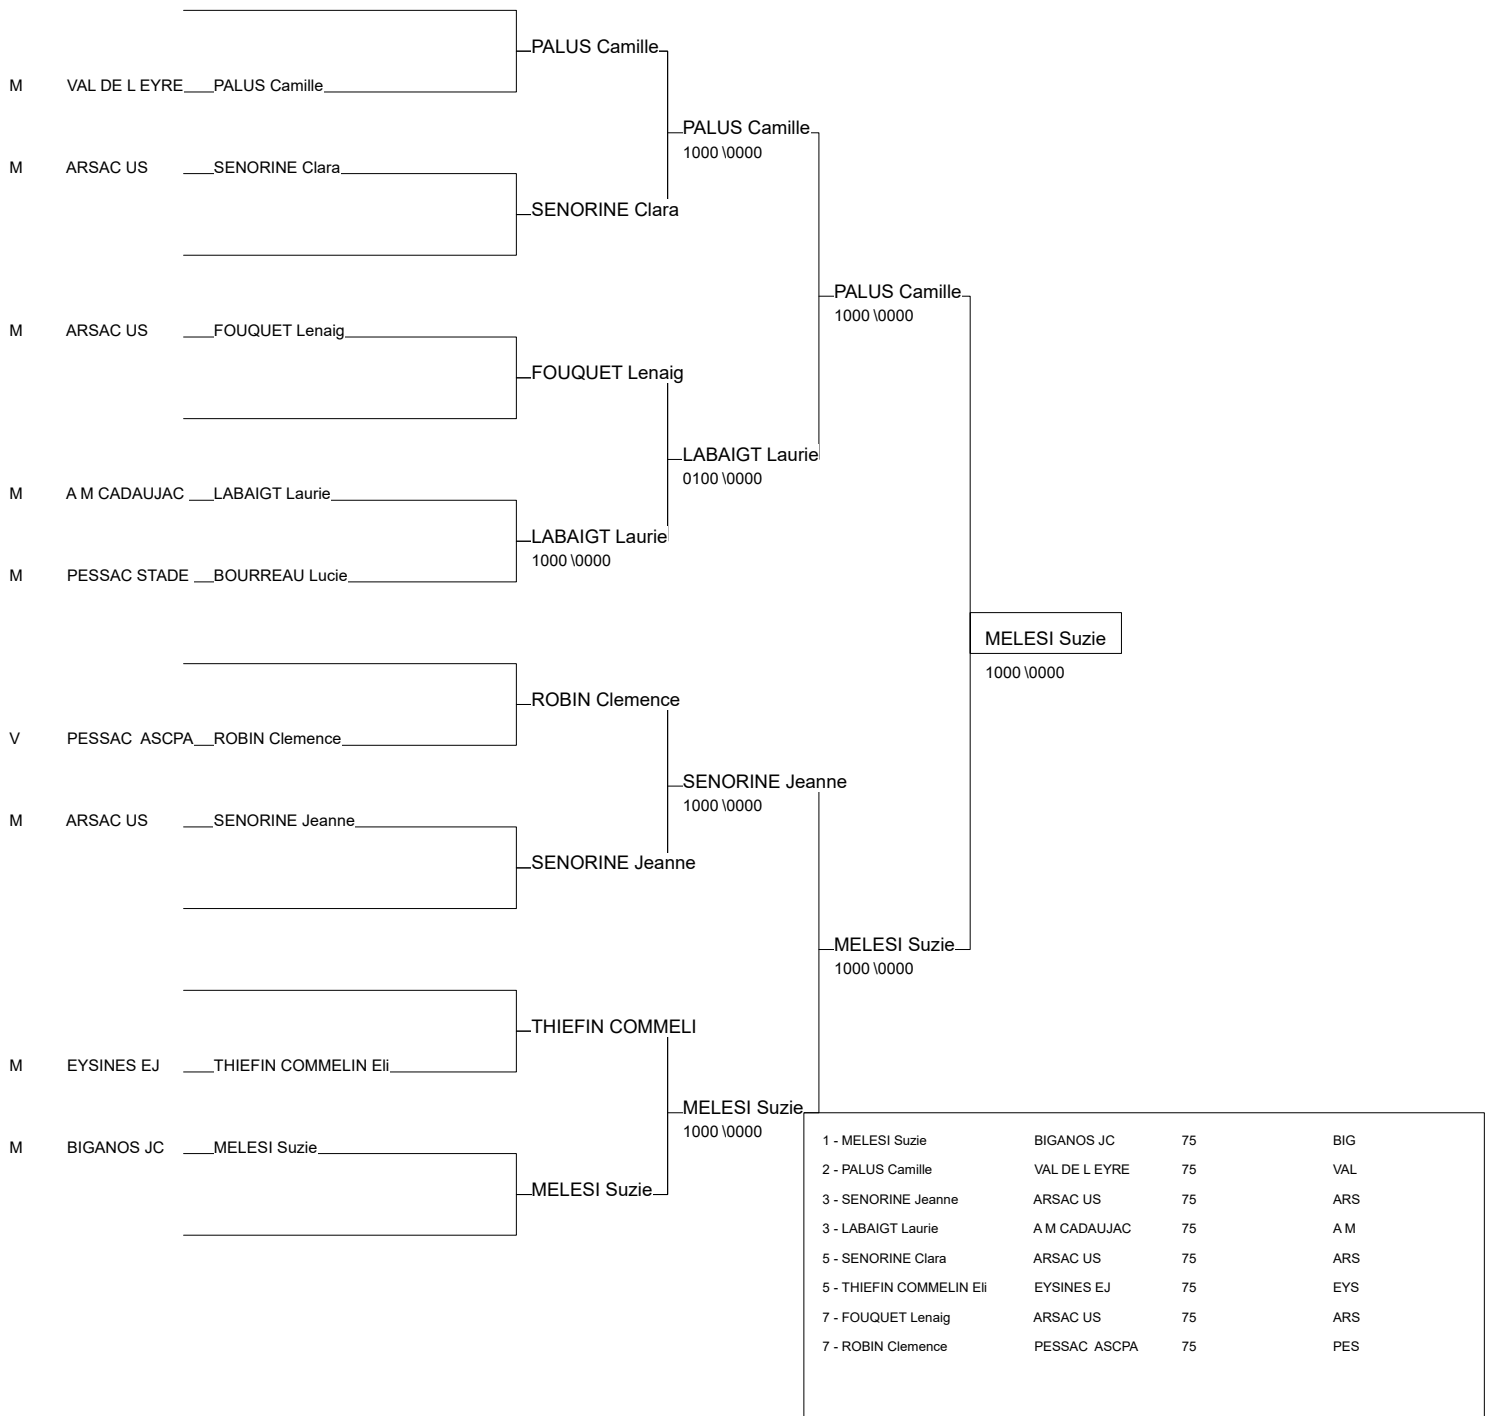 PALUS Camille
M VAL DE L EYRE PALUS Camille
PALUS Camille
1000 \0000
M ARSAC US SENORINE Clara
SENORINE Clara
PALUS Camille
1000 \0000
M ARSAC US FOUQUET Lenaig
FOUQUET Lenaig
LABAIGT Laurie
0100 \0000
M A M CADAUJAC LABAIGT Laurie
LABAIGT Laurie
1000 \0000
M PESSAC STADE BOURREAU Lucie
MELESI Suzie
1000 \0000
ROBIN Clemence
V PESSAC ASCPA ROBIN Clemence
SENORINE Jeanne
1000 \0000
M ARSAC US SENORINE Jeanne
SENORINE Jeanne
MELESI Suzie
1000 \0000
THIEFIN COMMELI
M EYSINES EJ THIEFIN COMMELIN Eli
MELESI Suzie
1000 \0000
M BIGANOS JC MELESI Suzie
MELESI Suzie
1 - MELESI Suzie BIGANOS JC 75 BIG
2 - PALUS Camille VAL DE L EYRE 75 VAL
3 - SENORINE Jeanne ARSAC US 75 ARS
3 - LABAIGT Laurie A M CADAUJAC 75 A M
5 - SENORINE Clara ARSAC US 75 ARS
5 - THIEFIN COMMELIN Eli EYSINES EJ 75 EYS
7 - FOUQUET Lenaig ARSAC US 75 ARS
7 - ROBIN Clemence PESSAC ASCPA 75 PES